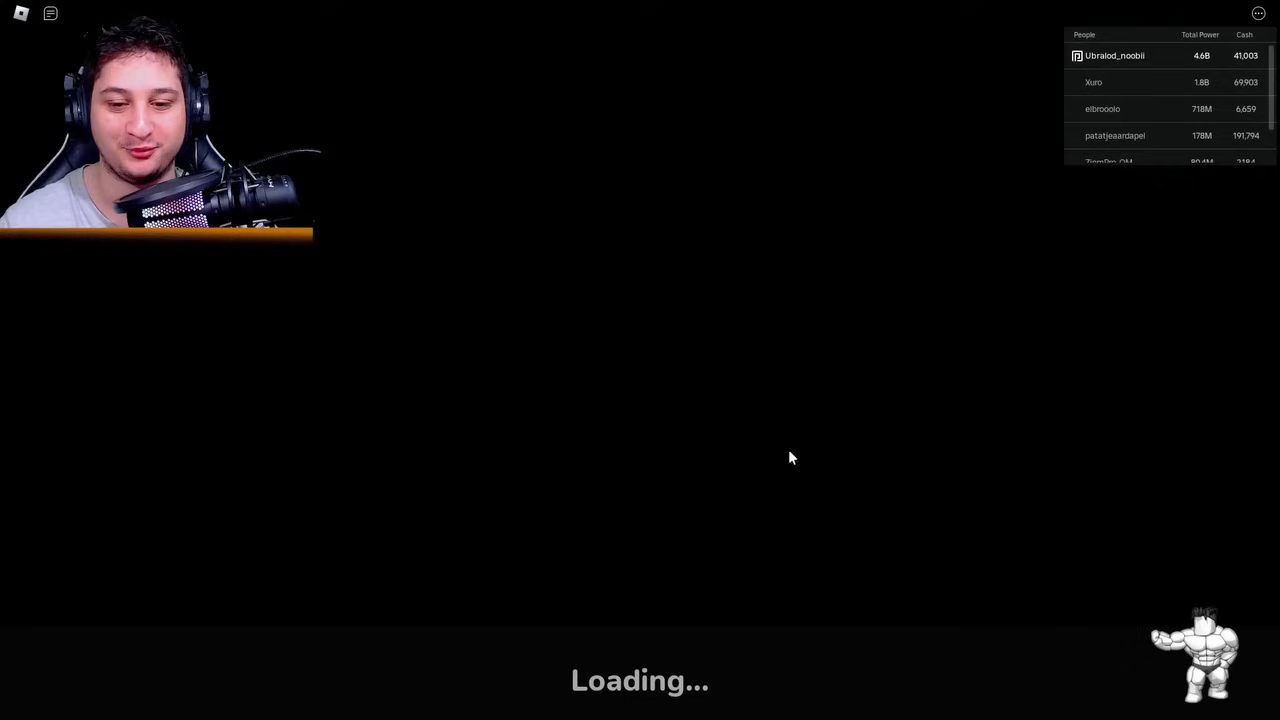 People Total Power Cash
Ubralod_noobii 4.6B 41,003
Xuro 1.8B 69,903
elbrooolo 718M 6,659
patatjeaardapel 178M 191,794
Loading...